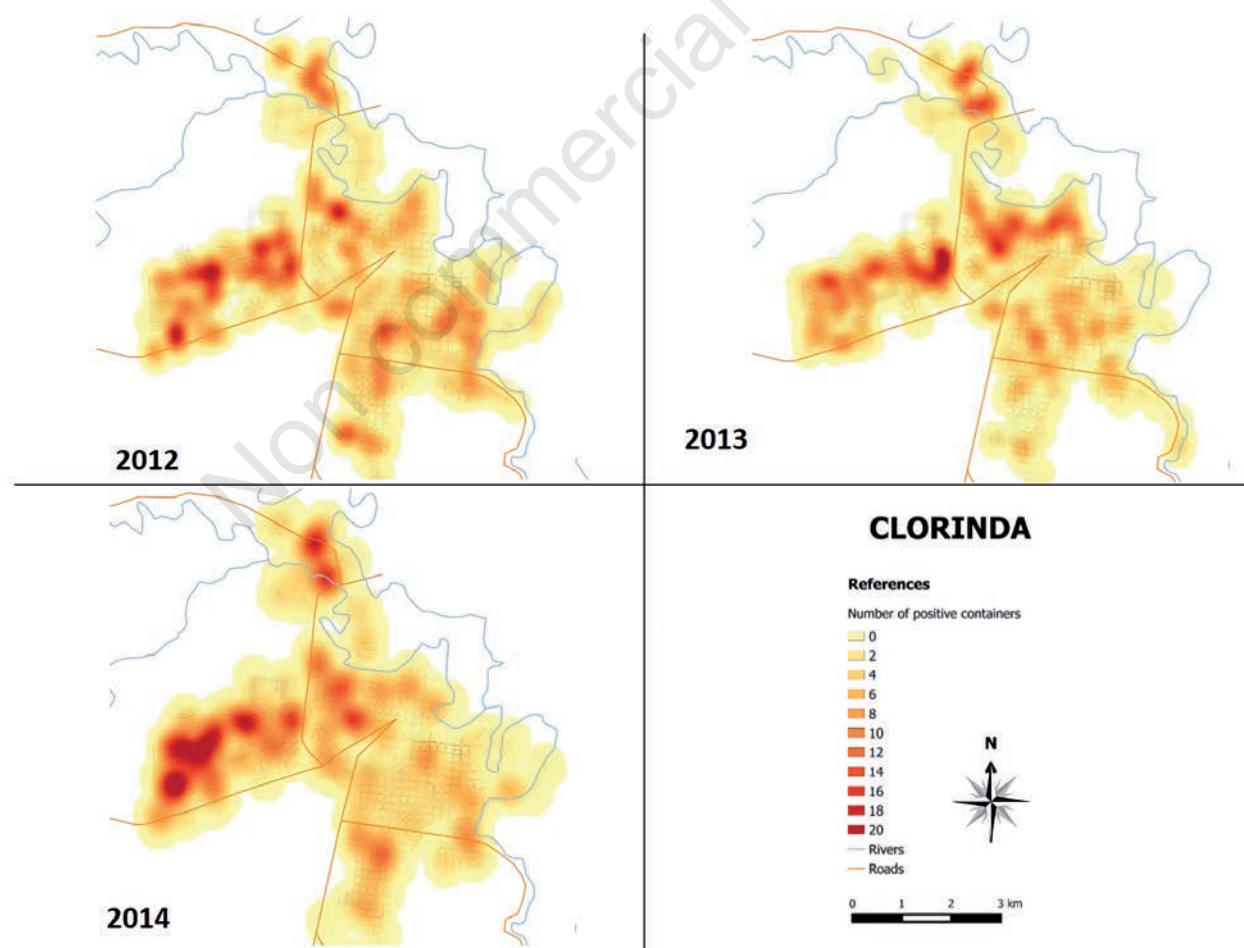 Non commercial
2012
2013
2014
CLORINDA
References
Number of positive containers
0
2
4
6
8
10
12
14
16
18
20
Rivers
Roads
N
0 1 2 3 km